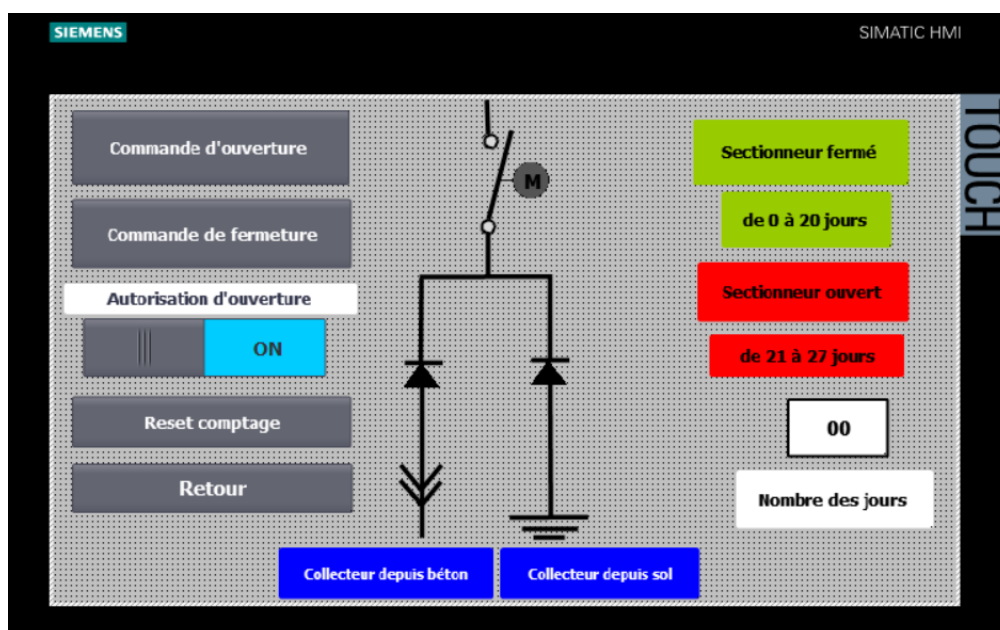 SIEMENS
SIMATIC HMI
TOUCH
Commande d'ouverture
Commande de fermeture
Autorisation d'ouverture
ON
Reset comptage
Retour
M
Sectionneur fermé
de 0 à 20 jours
Sectionneur ouvert
de 21 à 27 jours
00
Nombre des jours
Collecteur depuis béton
Collecteur depuis sol